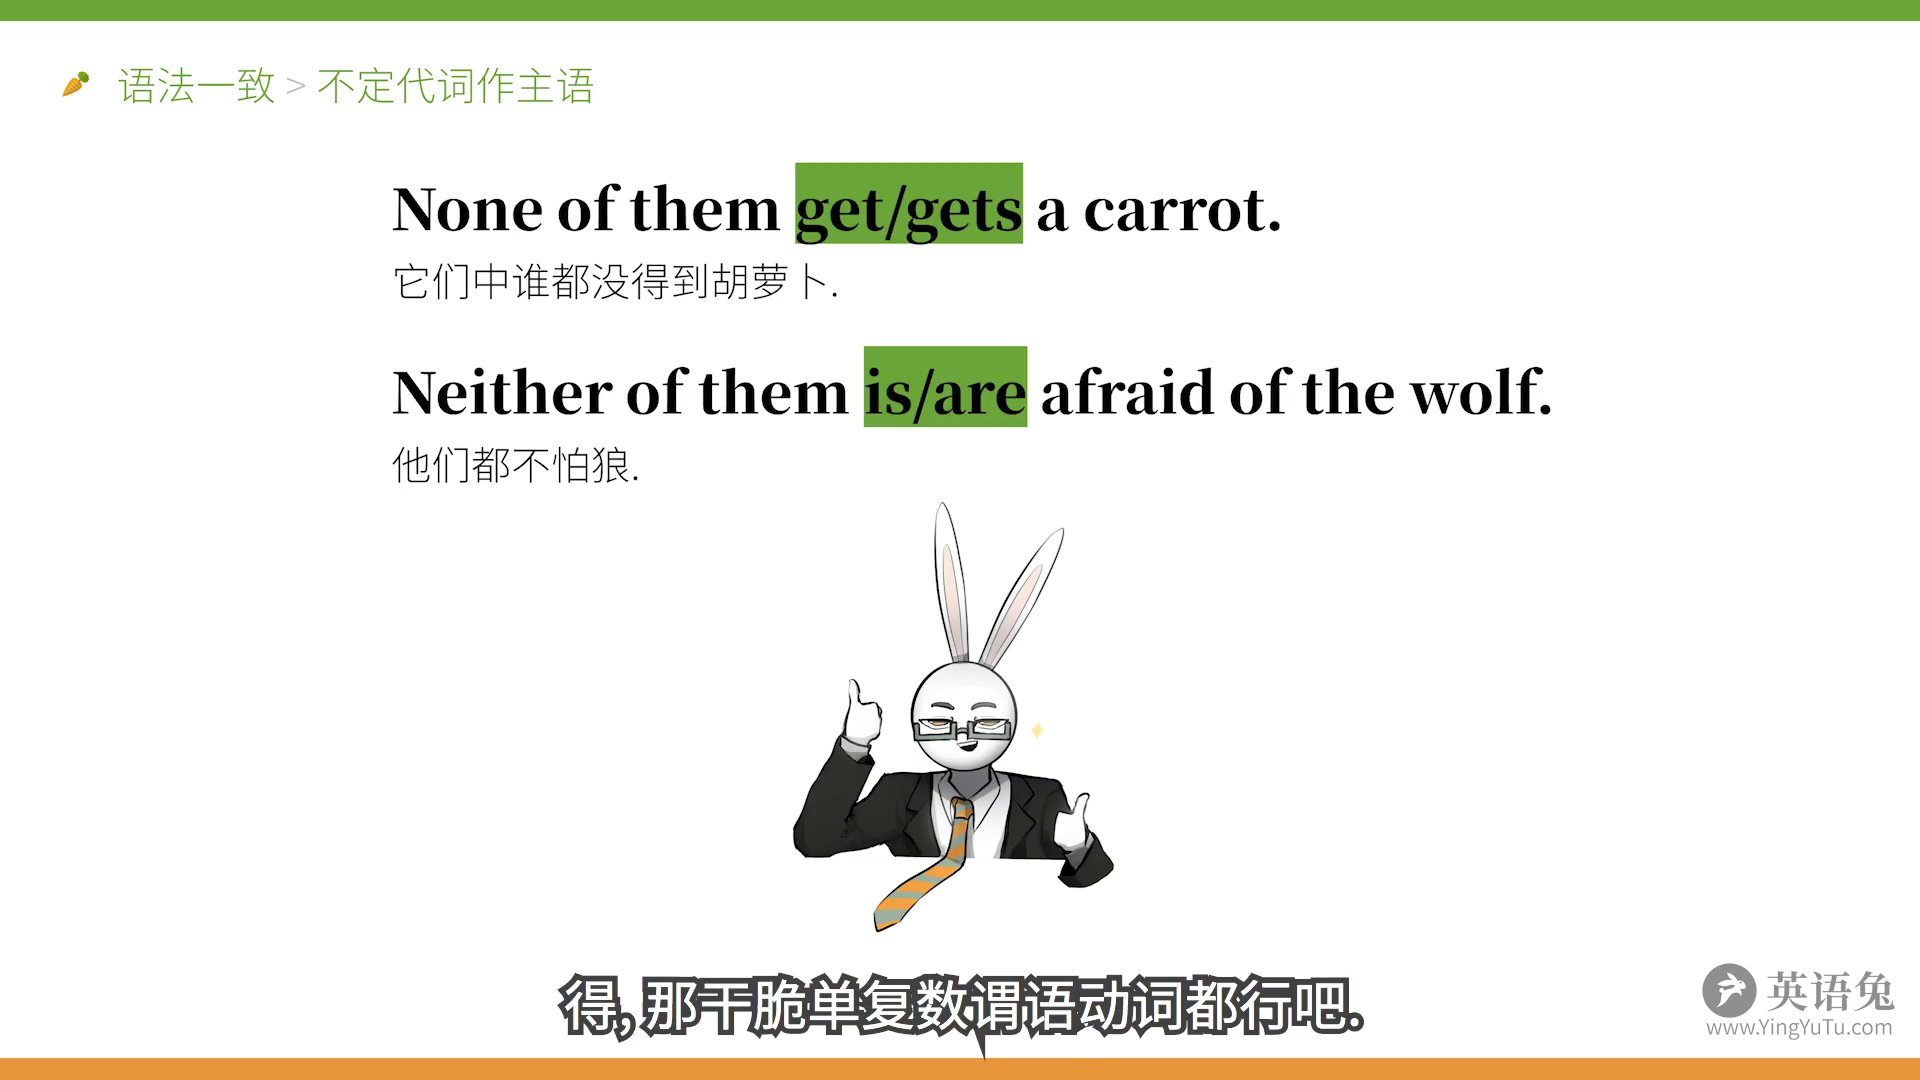 语法一致 > 不定代词作主语
None of them get/gets a carrot.
它们中谁都没得到胡萝卜.
Neither of them is/are afraid of the wolf.
他们都不怕狼.
得, 那干脆单复数谓语动词都行吧.
英语兔
www.YingYuTu.com